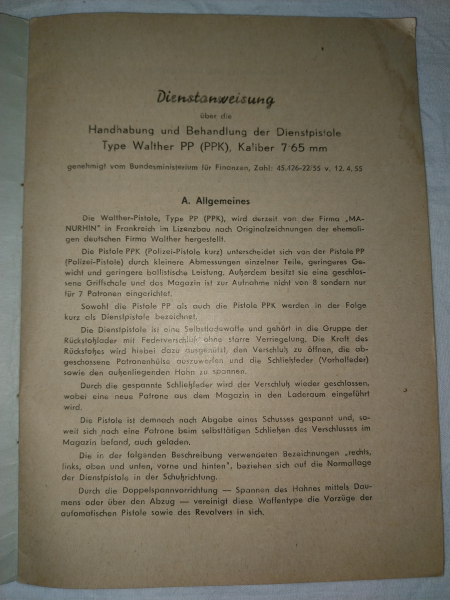 Dienstanweisung
über die
Handhabung und Behandlung der Dienstpistole
Type Walther PP (PPK), Kaliber 7·65 mm
genehmigt vom Bundesministerium für Finanzen, Zahl: 45.426-22/55 v. 12. 4. 55
A. Allgemeines
Die Walther-Pistole, Type PP (PPK), wird derzeit von der Firma „MA-
NURHIN" in Frankreich im Lizenzbau nach Originalzeichnungen der ehemali-
gen deutschen Firma Walther hergestellt.
Die Pistole PPK (Polizei-Pistole kurz) unterscheidet sich von der Pistole PP
(Polizei-Pistole) durch kleinere Abmessungen einzelner Teile, geringeres Ge-
wicht und geringere ballistische Leistung. Außerdem besitzt sie eine geschlos-
sene Griffschale und das Magazin ist zur Aufnahme nicht von 8 sondern nur
für 7 Patronen eingerichtet.
Sowohl die Pistole PP als auch die Pistole PPK werden in der Folge
kurz als Dienstpistole bezeichnet.
Die Dienstpistole ist eine Selbstladewaffe und gehört in die Gruppe der
Rückstoßlader mit Federverschluß ohne starre Verriegelung. Die Kraft des
Rückstoßes wird hiebei dazu ausgenützt, den Verschluß zu öffnen, die ab-
geschossene Patronenhülse auszuwerfen und die Schließfeder (Vorholfeder)
sowie den außenliegenden Hahn zu spannen.
Durch die gespannte Schließfeder wird der Verschluß wieder geschlossen,
wobei eine neue Patrone aus dem Magazin in den Laderaum eingeführt
wird.
Die Pistole ist demnach nach Abgabe eines Schusses gespannt und, so-
weil sich noch eine Patrone beim selbsttätigen Schließen des Verschlusses im
Magazin befand, auch geladen.
Die in der folgenden Beschreibung verwendeten Bezeichnungen „rechts,
links, oben und unten, vorne und hinten", beziehen sich auf die Normallage
der Dienstpistole in der Schußrichtung.
Durch die Doppelspannvorrichtung — Spannen des Hahnes mittels Dau-
mens oder über den Abzug — vereinigt diese Waffentype die Vorzüge der
automatischen Pistole sowie des Revolvers in sich.